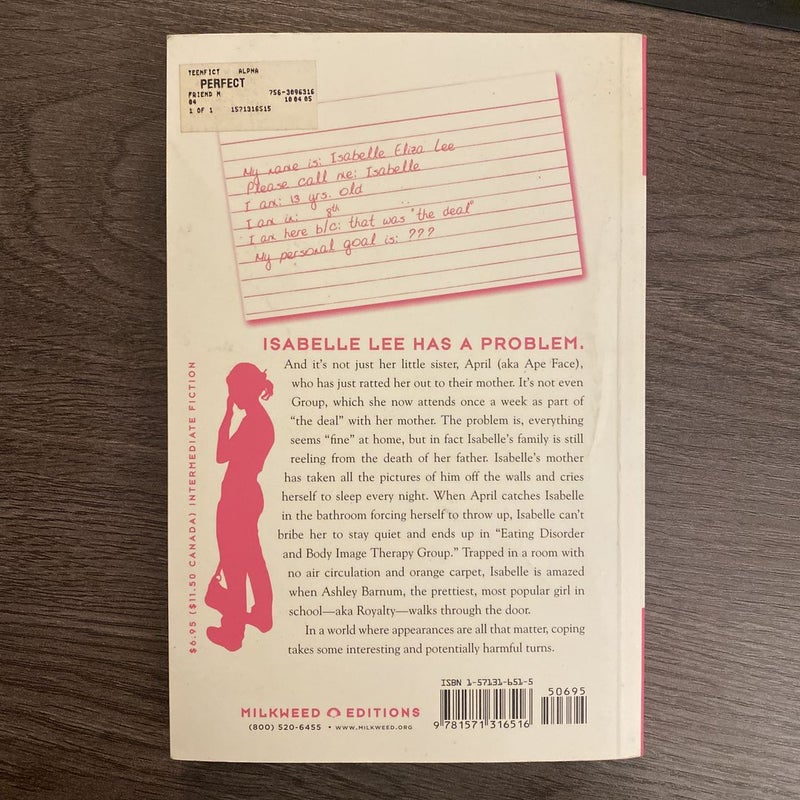 TEENFICT ALPHA
PERFECT
FRIEND N 756-3096316
04 10 04 05
1 OF 1 1571316515
My name is: Isabelle Eliza Lee
Please call me: Isabelle
I am: 13 yrs. old
I am in: 8th
I am here b/c: that was "the deal"
My personal goal is: ???
ISABELLE LEE HAS A PROBLEM.
And it's not just her little sister, April (aka Ape Face),
who has just ratted her out to their mother. It's not even
Group, which she now attends once a week as part of
"the deal" with her mother. The problem is, everything
seems "fine" at home, but in fact Isabelle's family is still
reeling from the death of her father. Isabelle's mother
has taken all the pictures of him off the walls and cries
herself to sleep every night. When April catches Isabelle
in the bathroom forcing herself to throw up, Isabelle can't
bribe her to stay quiet and ends up in "Eating Disorder
and Body Image Therapy Group." Trapped in a room with
no air circulation and orange carpet, Isabelle is amazed
when Ashley Barnum, the prettiest, most popular girl in
school—aka Royalty—walks through the door.
In a world where appearances are all that matter, coping
takes some interesting and potentially harmful turns.
$6.95 ($11.50 CANADA) INTERMEDIATE FICTION
ISBN 1-57131-651-5
50695
9 781571 316516
MILKWEED EDITIONS
(800) 520-6455 • WWW.MILKWEED.ORG